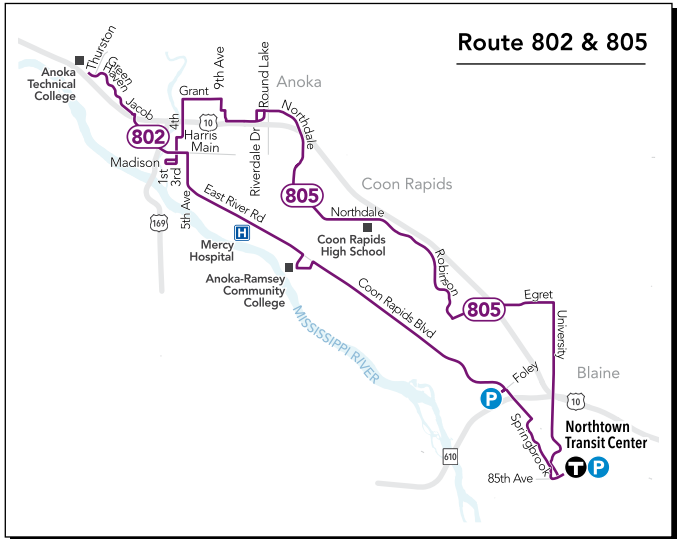 Route 802 & 805
Thurston
Green
Haven
Anoka
Technical
College
Jacob
9th Ave
Round Lake
Anoka
Grant
4th
10
Northdale
802
Harris
Main
Riverdale Dr
Madison
1st
3rd
5th Ave
805
Coon Rapids
East River Rd
Northdale
169
H
Mercy
Hospital
Coon Rapids
High School
Anoka-Ramsey
Community
College
Robinson
Coon Rapids Blvd
805
Egret
MISSISSIPPI RIVER
University
Foley
Blaine
P
10
Springbrook
Northtown
Transit Center
610
T P
85th Ave